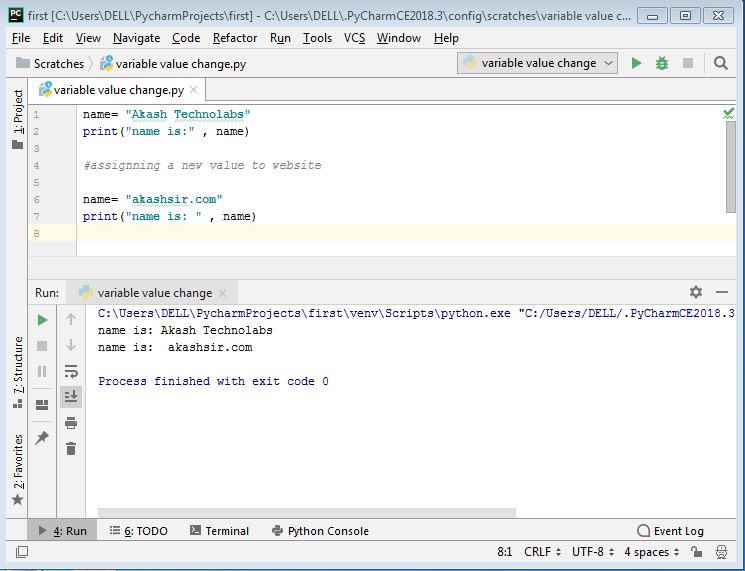 PC first [C:\Users\DELL\PycharmProjects\first] - C:\Users\DELL\.PyCharmCE2018.3\config\scratches\variable value c...
File Edit View Navigate Code Refactor Run Tools VCS Window Help
Scratches variable value change.py variable value change
1: Project
variable value change.py
1 name= "Akash Technolabs"
2 print("name is:" , name)
3
4 #assignning a new value to website
5
6 name= "akashsir.com"
7 print("name is: " , name)
8
Run: variable value change
C:\Users\DELL\PycharmProjects\first\venv\Scripts\python.exe "C:/Users/DELL/.PyCharmCE2018.3
name is: Akash Technolabs
name is:  akashsir.com
Process finished with exit code 0
7: Structure
2: Favorites
4: Run 6: TODO Terminal Python Console Event Log
8:1 CRLF UTF-8 4 spaces